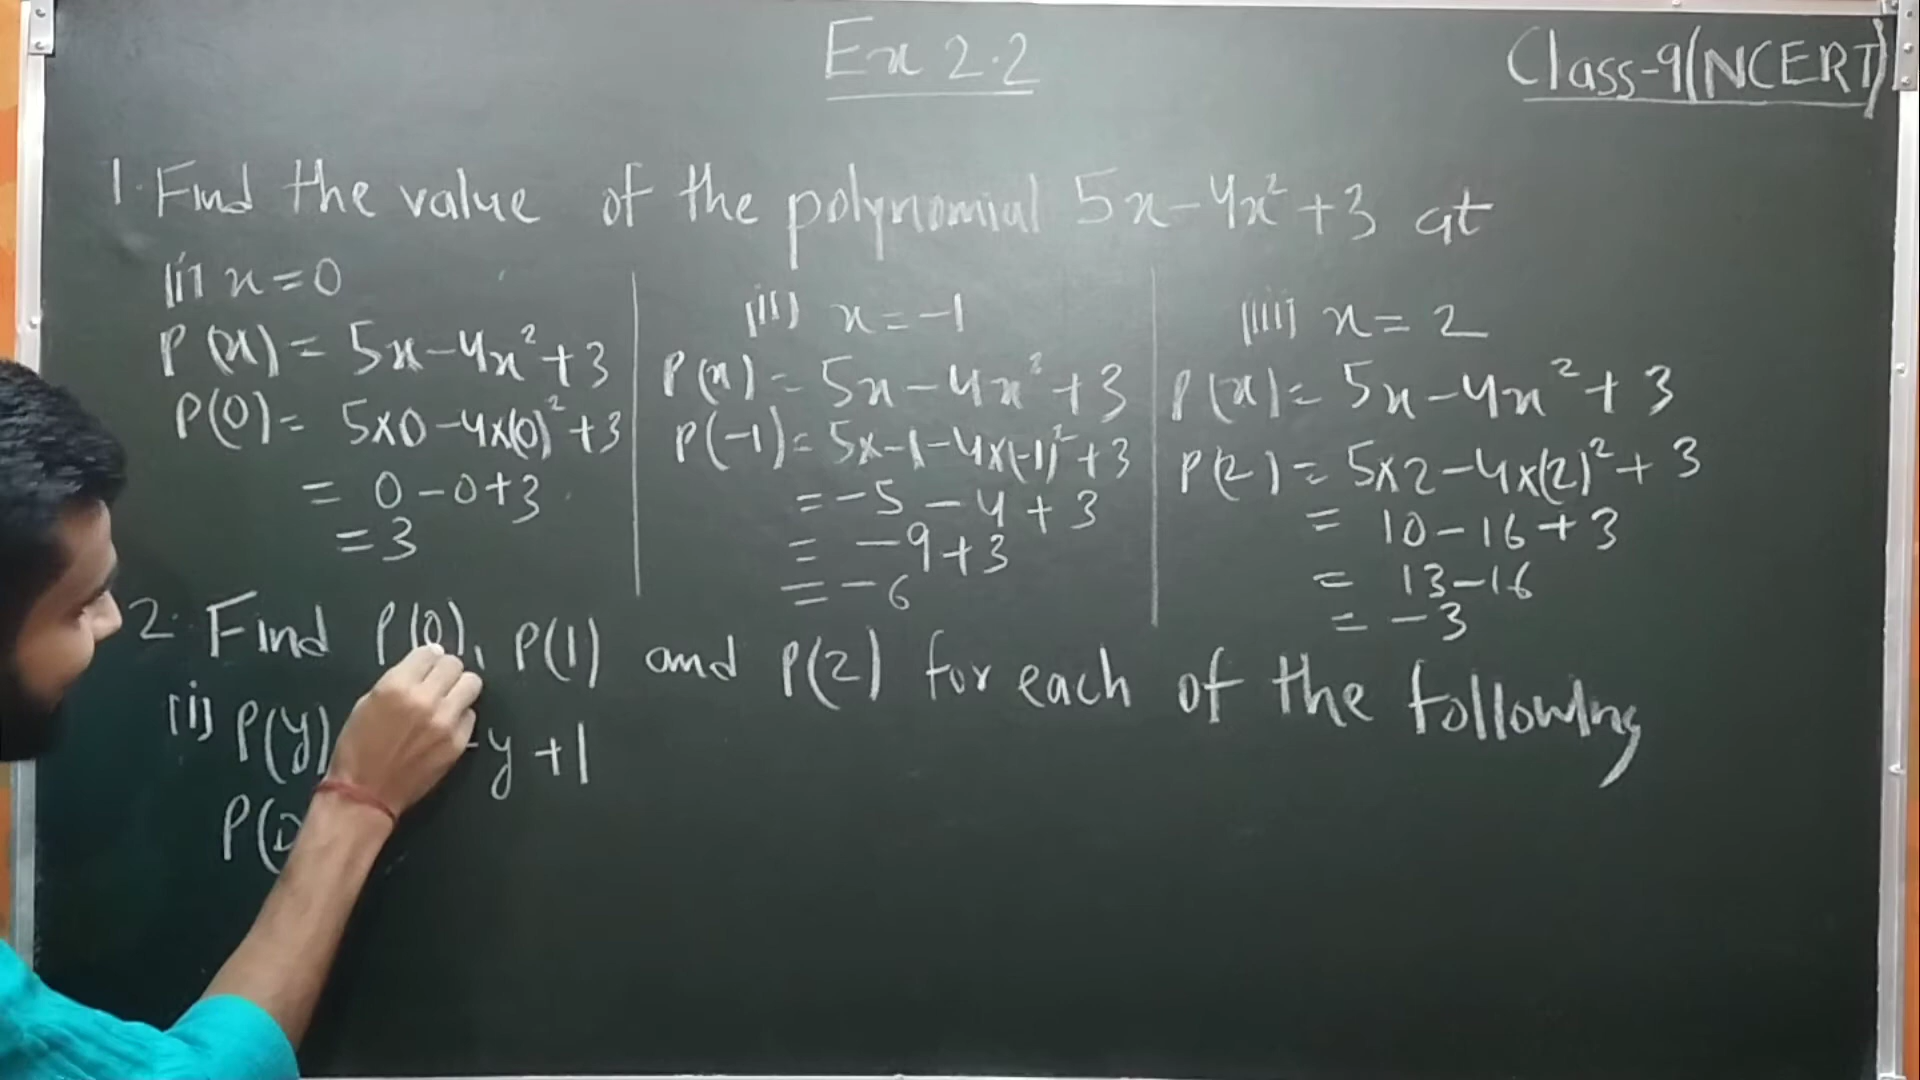 Ex 2.2
Class-9(NCERT)
1. Find the value of the polynomial 5x-4x²+3 at
(i) x=0
P(x) = 5x-4x²+3
P(0) = 5x0-4x(0)²+3
= 0-0+3
=3
(ii) x=-1
P(x) = 5x-4x²+3
P(-1) = 5x-1-4x(-1)²+3
= -5-4+3
= -9+3
= -6
(iii) x=2
P(x) = 5x-4x²+3
P(2) = 5x2-4x(2)²+3
= 10-16+3
= 13-16
= -3
2. Find P(0), P(1) and P(2) for each of the following
(i) P(y) -y+1
P(